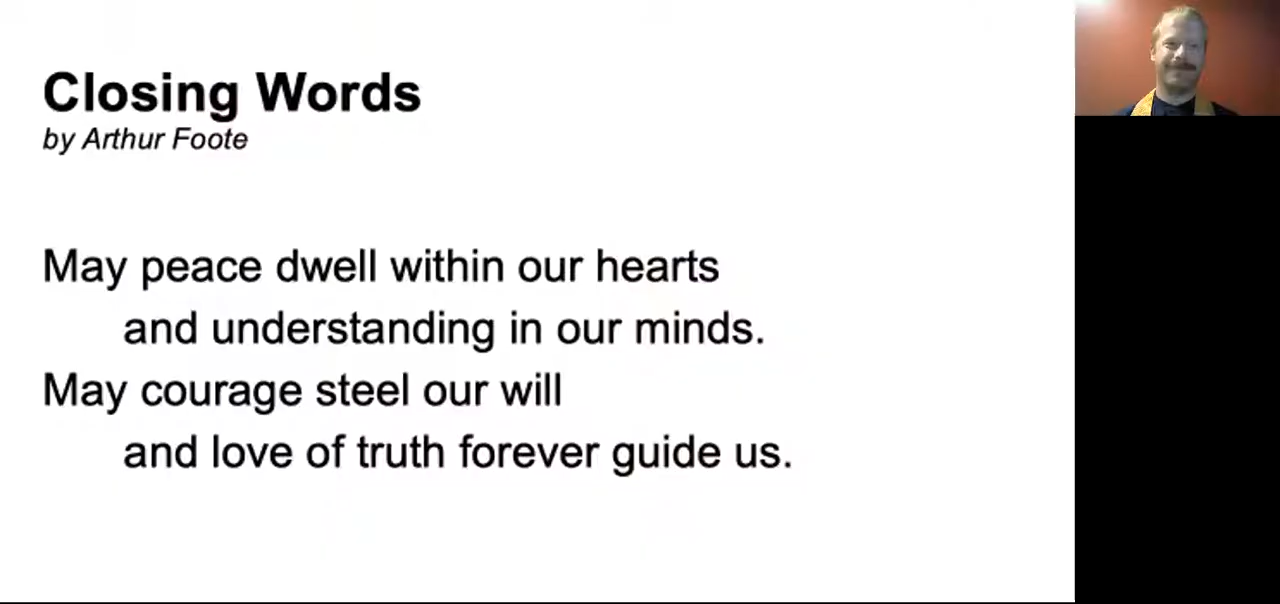 Closing Words
by Arthur Foote
May peace dwell within our hearts
and understanding in our minds.
May courage steel our will
and love of truth forever guide us.